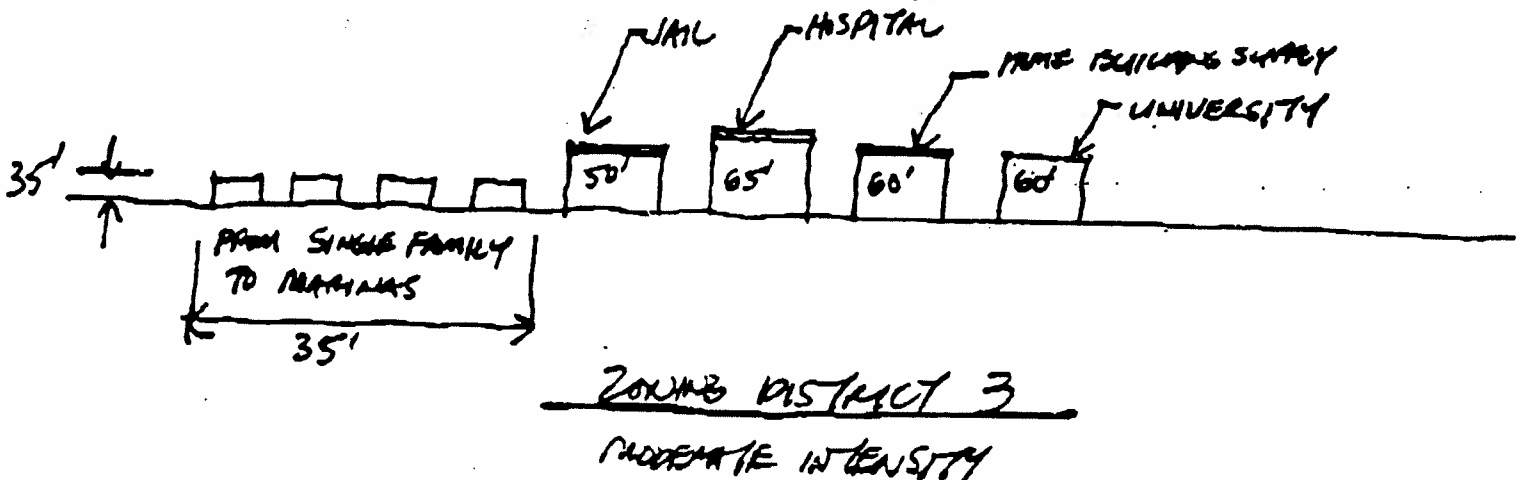 JAIL
HOSPITAL
HOME BUILDING SUPPLY
UNIVERSITY
35'
50'
65'
60'
60'
FROM SINGLE FAMILY
TO MARINAS
35'
ZONING DISTRICT 3
MODERATE INTENSITY